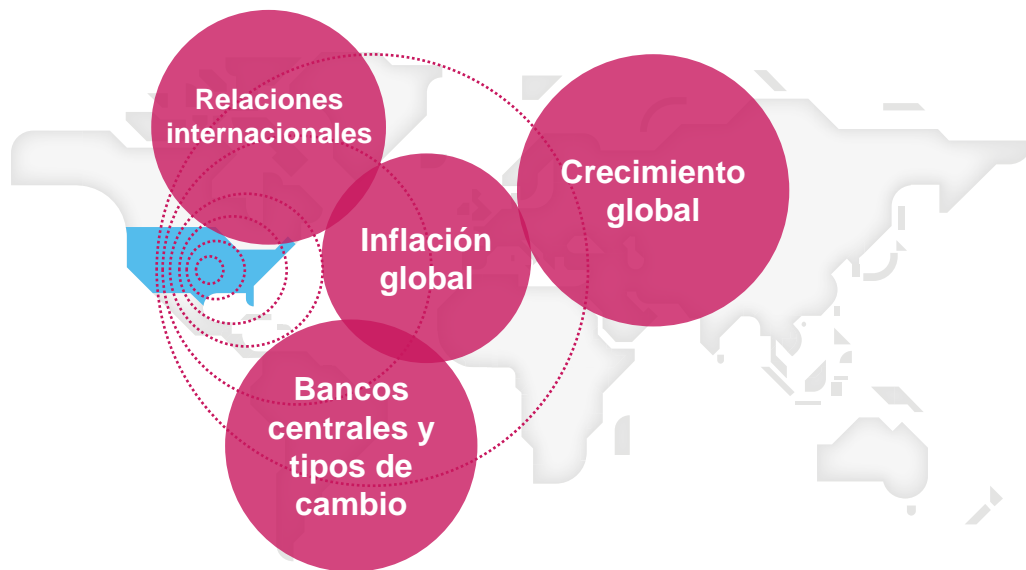 Relaciones
internacionales
Crecimiento
global
Inflación
global
Bancos
centrales y
tipos de
cambio